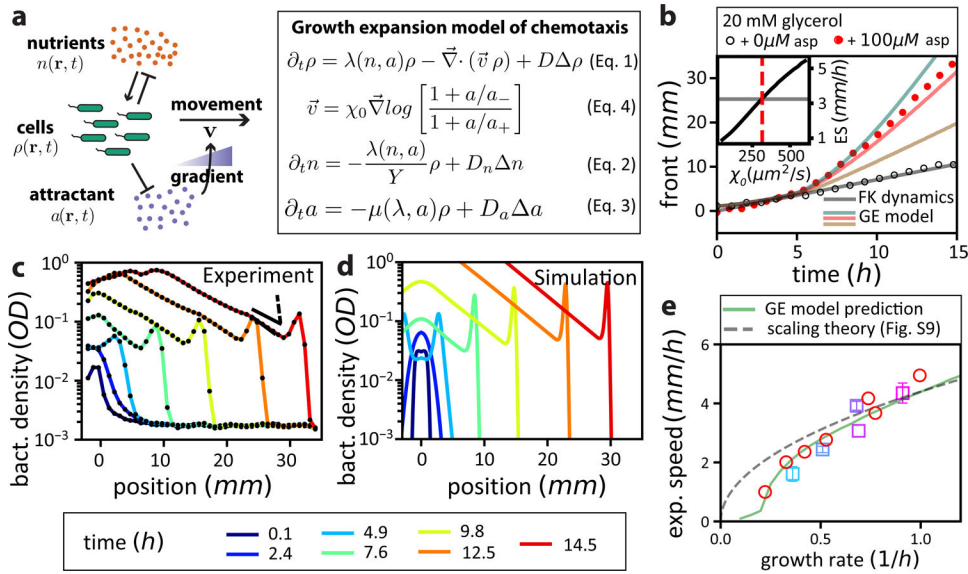 a
nutrients
n(r, t)
cells
ρ(r, t)
movement
v
gradient
attractant
a(r, t)
Growth expansion model of chemotaxis
∂ₜρ = λ(n, a)ρ − ∇⃗·(v⃗ ρ) + DΔρ (Eq. 1)
v⃗ = χ₀∇⃗log [ (1 + a/a₋) / (1 + a/a₊) ] (Eq. 4)
∂ₜn = − (λ(n, a) / Y) ρ + DₙΔn (Eq. 2)
∂ₜa = −μ(λ, a)ρ + DₐΔa (Eq. 3)
b
20 mM glycerol
+ 0μM asp + 100μM asp
front (mm)
30
20
10
0
0 5 10 15
time (h)
ES (mm/h)
5
3
1
0 500
χ₀(μm²/s)
FK dynamics
GE model
c
Experiment
bact. density (OD)
10⁰
10⁻¹
10⁻²
10⁻³
0 10 20 30
position (mm)
d
Simulation
bact. density (OD)
10⁰
10⁻¹
10⁻²
10⁻³
0 10 20 30
position (mm)
time (h)
0.1 4.9 9.8 14.5
2.4 7.6 12.5
e
GE model prediction
scaling theory (Fig. S9)
exp. speed (mm/h)
6
4
2
0
0.0 0.5 1.0
growth rate (1/h)